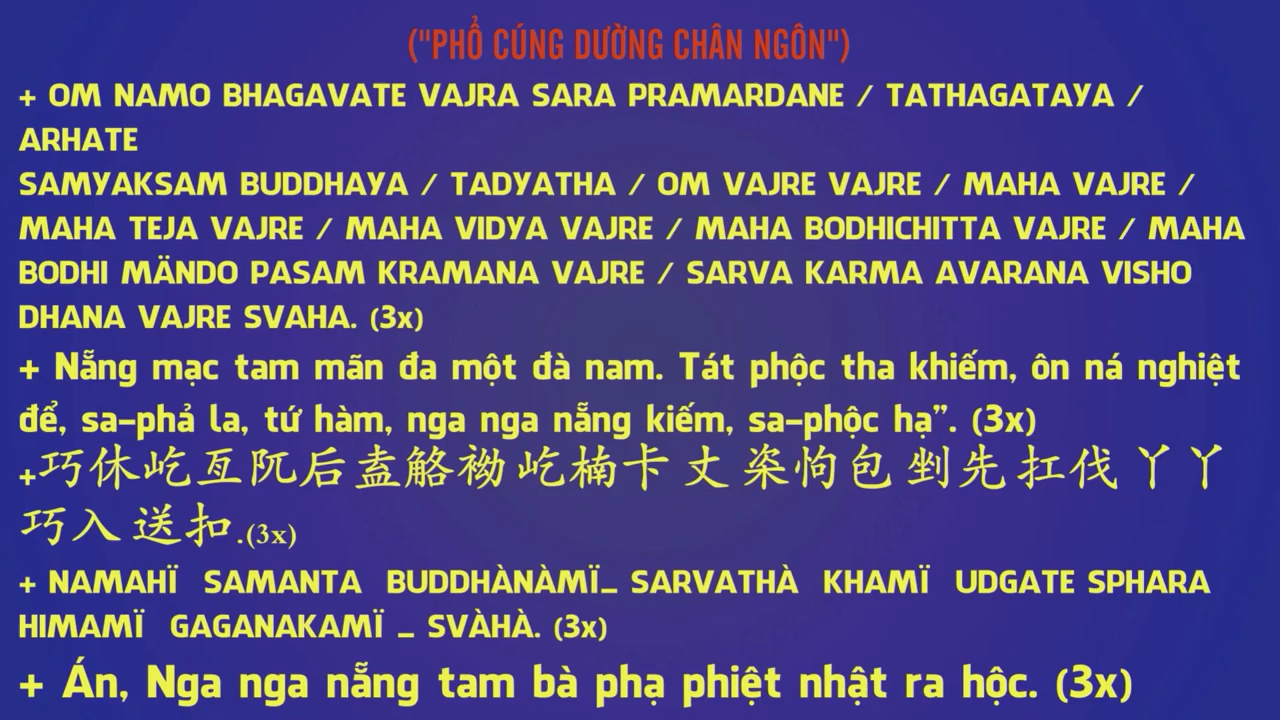 ("PHỔ CÚNG DƯỜNG CHÂN NGÔN")
+ OM NAMO BHAGAVATE VAJRA SARA PRAMARDANE / TATHAGATAYA /
ARHATE
SAMYAKSAM BUDDHAYA / TADYATHA / OM VAJRE VAJRE / MAHA VAJRE /
MAHA TEJA VAJRE / MAHA VIDYA VAJRE / MAHA BODHICHITTA VAJRE / MAHA
BODHI MÄNDO PASAM KRAMANA VAJRE / SARVA KARMA AVARANA VISHO
DHANA VAJRE SVAHA. (3x)
+ Nẵng mạc tam mãn đa một đà nam. Tát phộc tha khiếm, ôn ná nghiệt
để, sa-phả la, tứ hàm, nga nga nẵng kiếm, sa-phộc hạ”. (3x)
+巧休屹亙阢后盍觡袎屹楠卡丈柒怐包剉先扛伐丫丫
巧入送扣.(3x)
+ NAMAHÏ SAMANTA BUDDHÀNÀMÏ_ SARVATHÀ KHAMÏ UDGATE SPHARA
HIMAMÏ GAGANAKAMÏ _ SVÀHÀ. (3x)
+ Án, Nga nga nẵng tam bà phạ phiệt nhật ra hộc. (3x)